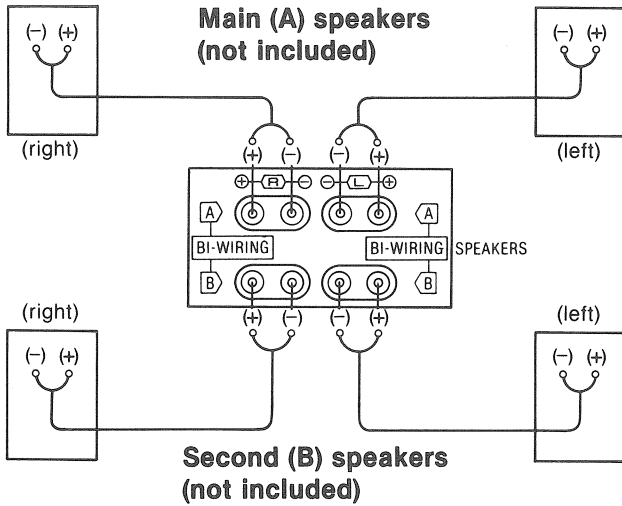 Main (A) speakers
(not included)
(−) (+)
(−) (+)
(right)
(left)
(+) (−) (−) (+)
⊕ R ⊖ ⊖ L ⊕
A
A
BI-WIRING
BI-WIRING SPEAKERS
B
B
(right)
(left)
(+) (−) (−) (+)
(−) (+)
(−) (+)
Second (B) speakers
(not included)